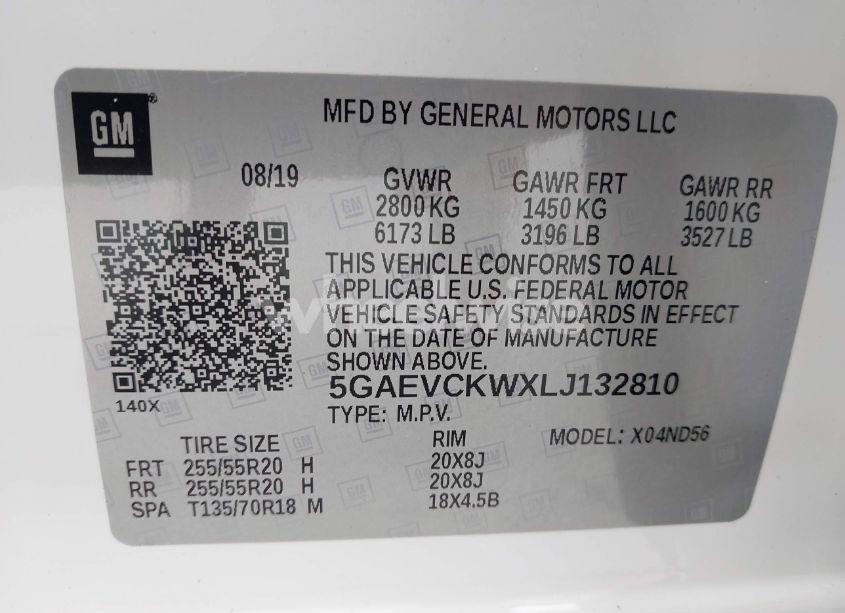 GM
MFD BY GENERAL MOTORS LLC
08/19 GVWR GAWR FRT GAWR RR
2800 KG 1450 KG 1600 KG
6173 LB 3196 LB 3527 LB
THIS VEHICLE CONFORMS TO ALL
APPLICABLE U.S. FEDERAL MOTOR
VEHICLE SAFETY STANDARDS IN EFFECT
ON THE DATE OF MANUFACTURE
SHOWN ABOVE.
5GAEVCKWXLJ132810
140X
TYPE: M.P.V.
TIRE SIZE RIM MODEL: X04ND56
FRT 255/55R20 H 20X8J
RR 255/55R20 H 20X8J
SPA T135/70R18 M 18X4.5B